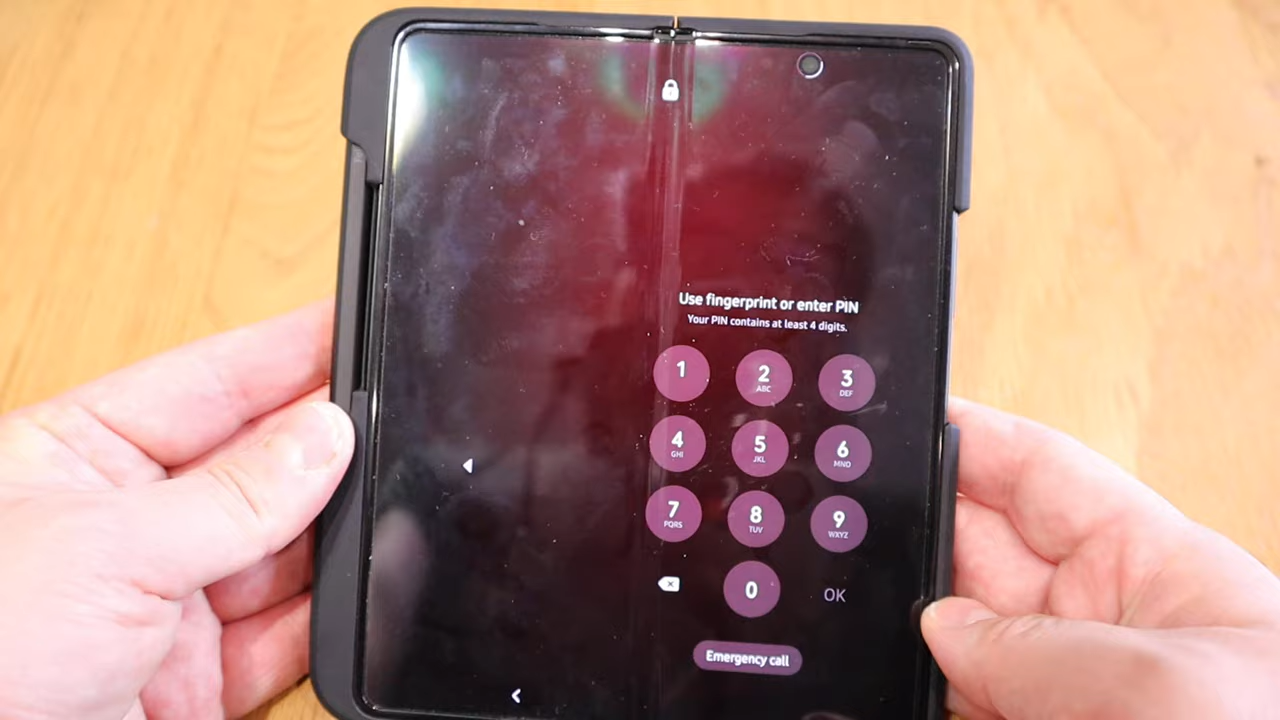 Use fingerprint or enter PIN
Your PIN contains at least 4 digits.
1 2 ABC 3 DEF
4 GHI 5 JKL 6 MNO
7 PQRS 8 TUV 9 WXYZ
0 OK
Emergency call